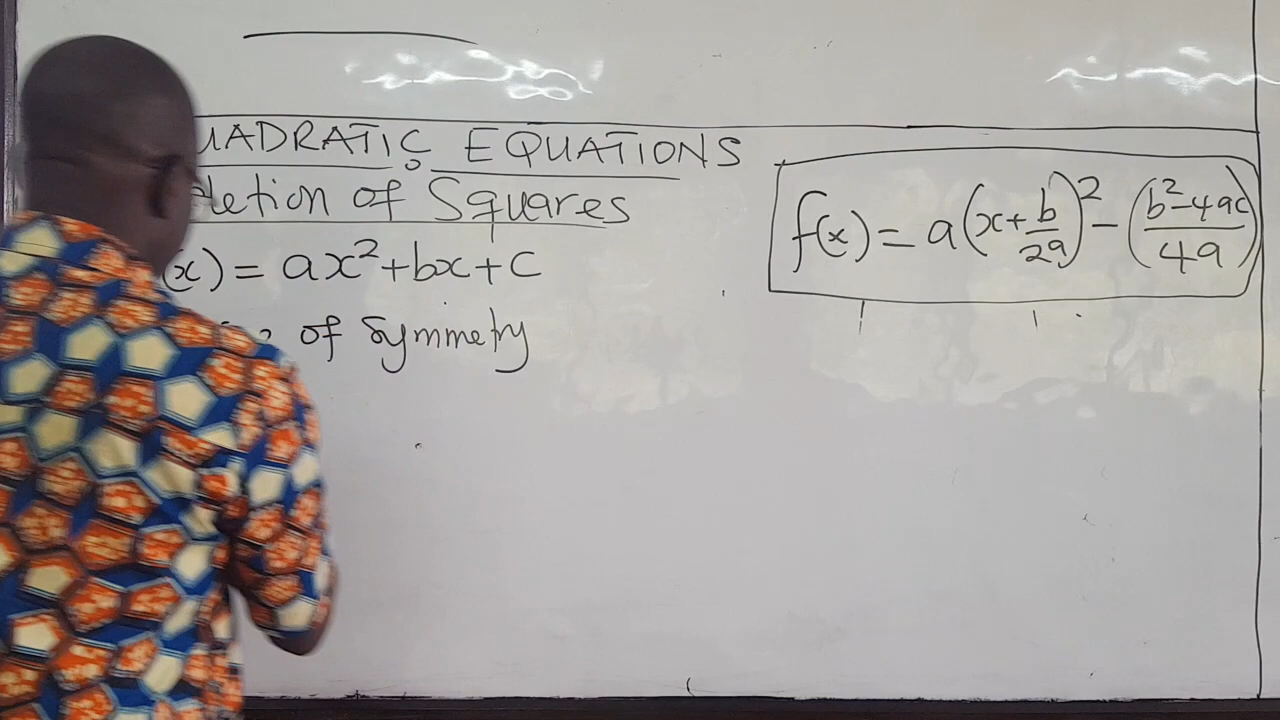 UADRATIC EQUATIONS
letion of Squares
(x) = ax²+bx+c
of Symmetry
f(x) = a(x+b/2a)² - (b²-4ac/4a)